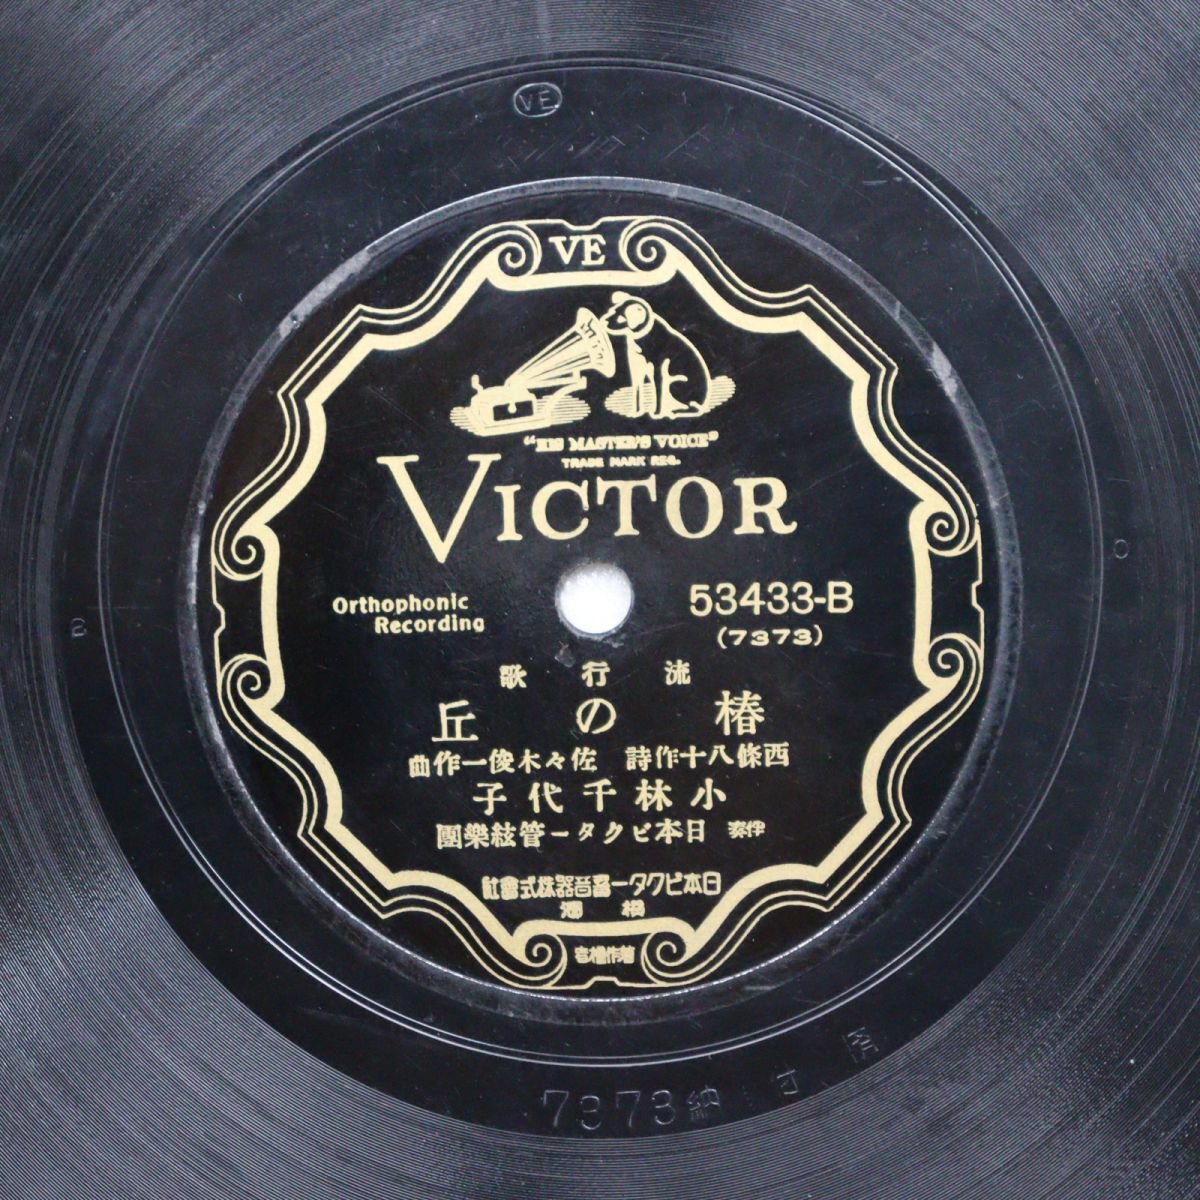 VE
VE
"HIS MASTER'S VOICE"
TRADE MARK REG.
VICTOR
Orthophonic
Recording
53433-B
(7373)
流行歌
椿の丘
西條八十作詩 佐々木俊一作曲
小林千代子
伴奏 日本ビクター管絃樂團
日本ビクター蓄音器株式會社
橫濱
著作權者
7373